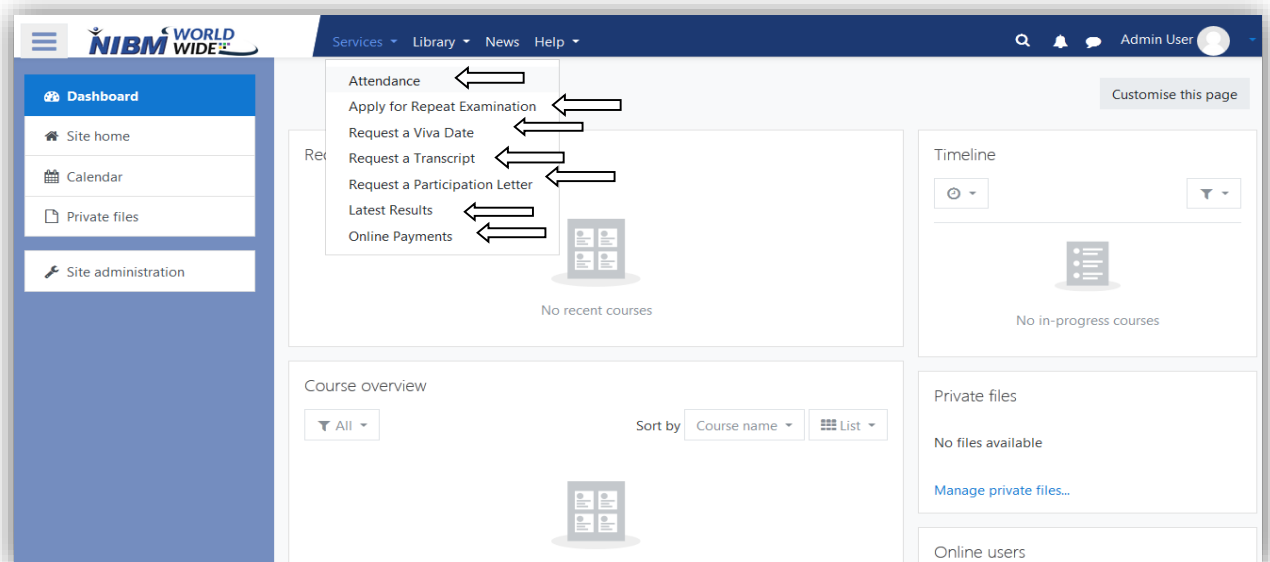 NIBM WORLD WIDE
Services Library News Help
Admin User
Dashboard
Site home
Calendar
Private files
Site administration
Attendance
Apply for Repeat Examination
Request a Viva Date
Request a Transcript
Request a Participation Letter
Latest Results
Online Payments
Customise this page
Rec
No recent courses
Course overview
All
Sort by Course name List
Timeline
No in-progress courses
Private files
No files available
Manage private files...
Online users